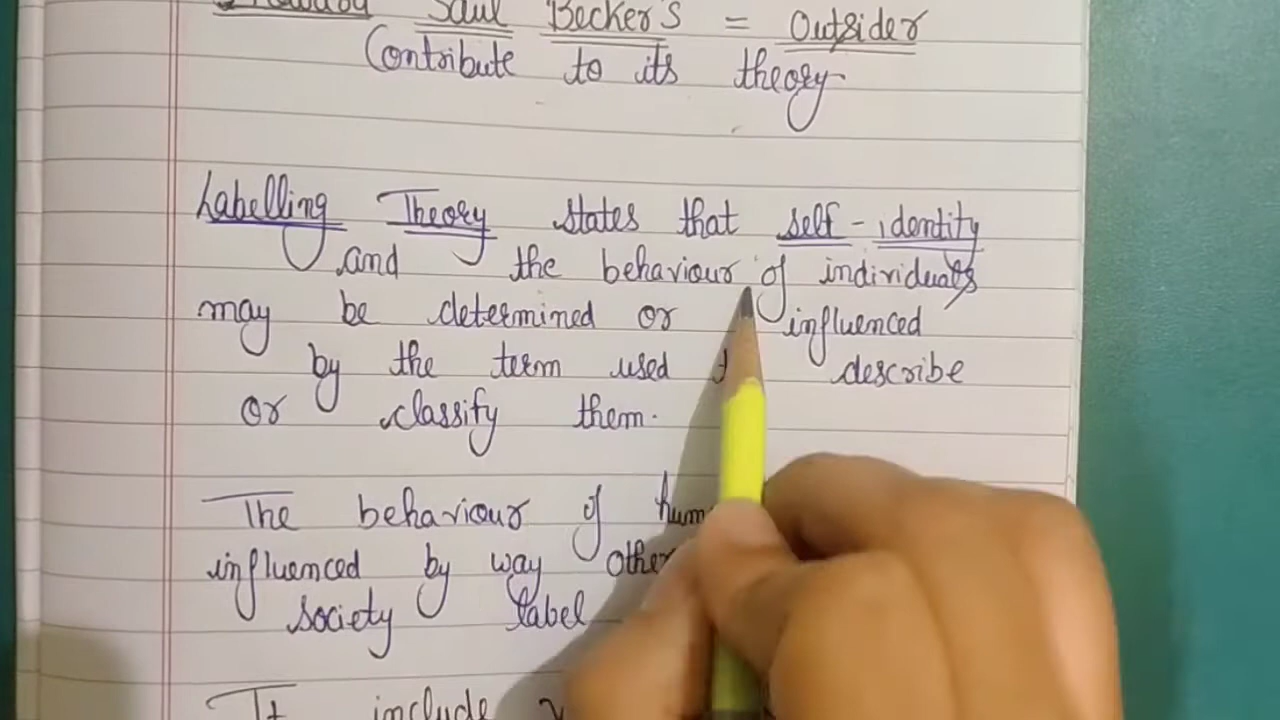 Saul Becker's = Outsider
Contribute to its theory
Labelling Theory states that self-identity
and the behaviour of individuals
may be determined or influenced
by the term used describe
or classify them.
The behaviour of
influenced by way
society label
It include